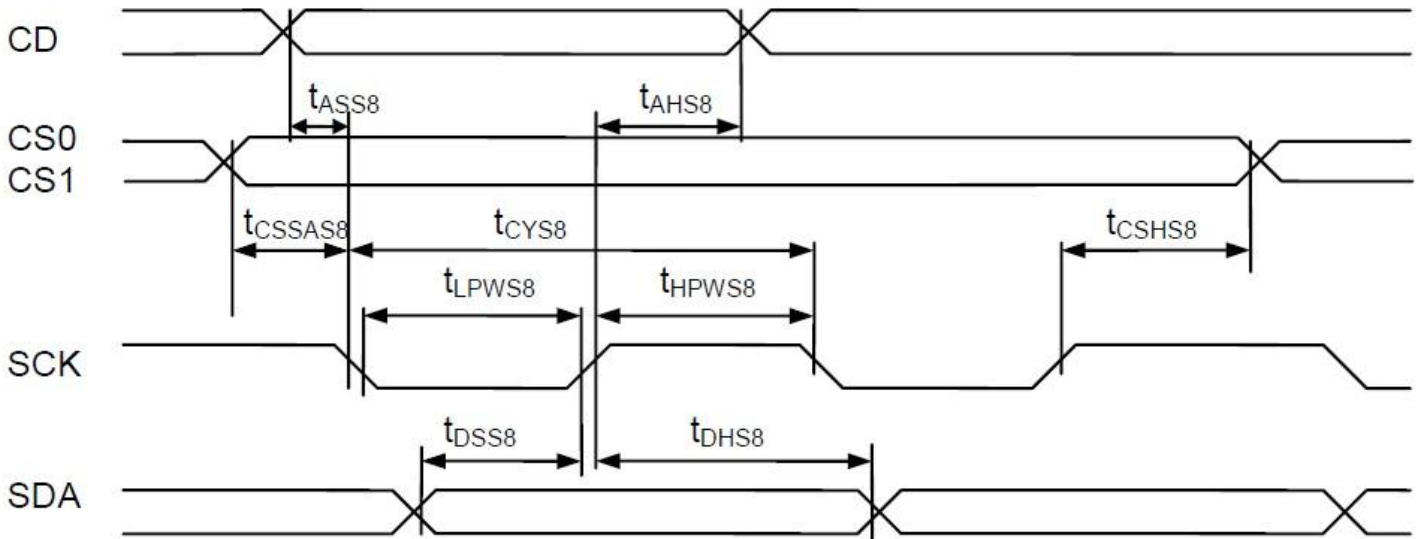 CD
tASS8 tAHS8
CS0
CS1
tCSSAS8 tCYS8 tCSHS8
tLPWS8 tHPWS8
SCK
tDSS8 tDHS8
SDA